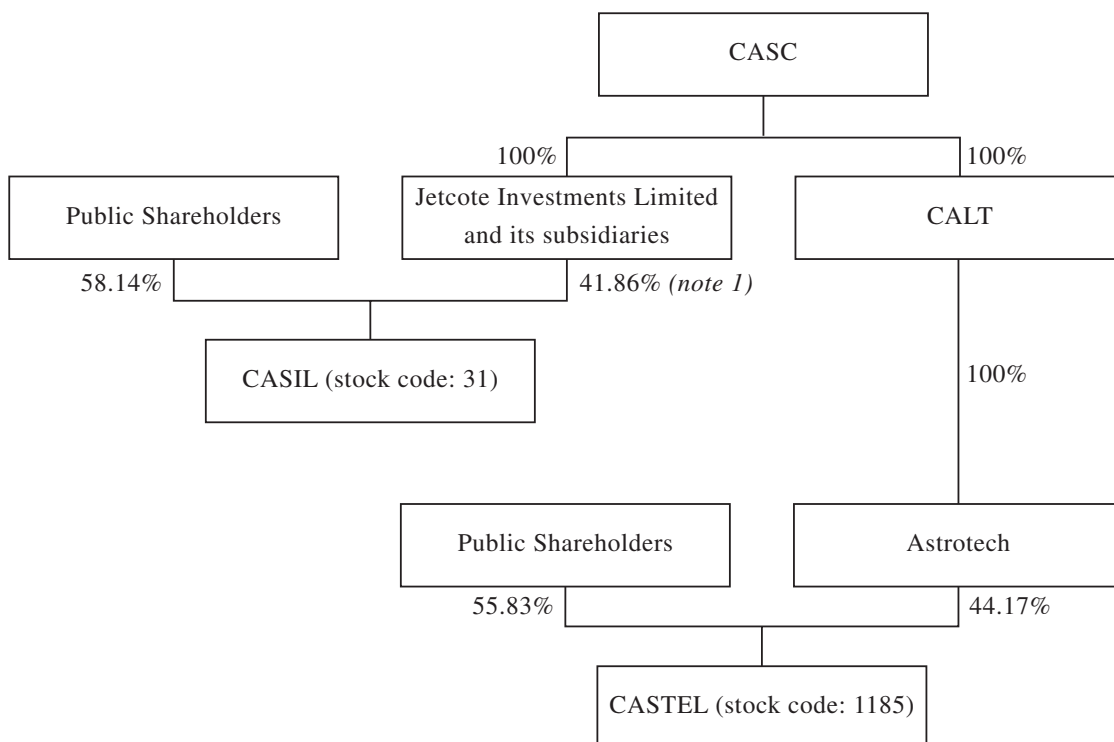 CASC
100%
100%
Public Shareholders
Jetcote Investments Limited
and its subsidiaries
CALT
58.14%
41.86% (note 1)
CASIL (stock code: 31)
100%
Public Shareholders
Astrotech
55.83%
44.17%
CASTEL (stock code: 1185)